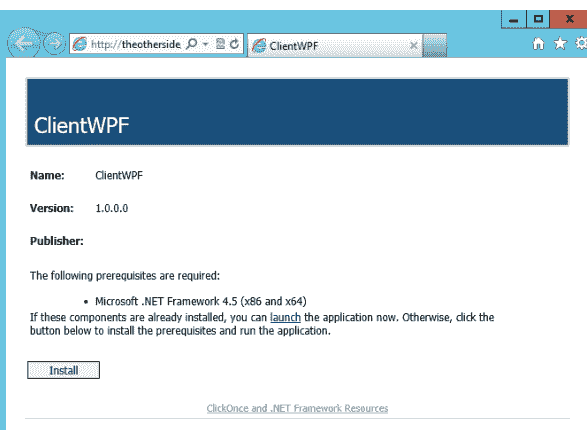 http://theotherside
ClientWPF
ClientWPF
Name: ClientWPF
Version: 1.0.0.0
Publisher:
The following prerequisites are required:
• Microsoft .NET Framework 4.5 (x86 and x64)
If these components are already installed, you can launch the application now. Otherwise, click the
button below to install the prerequisites and run the application.
Install
ClickOnce and .NET Framework Resources